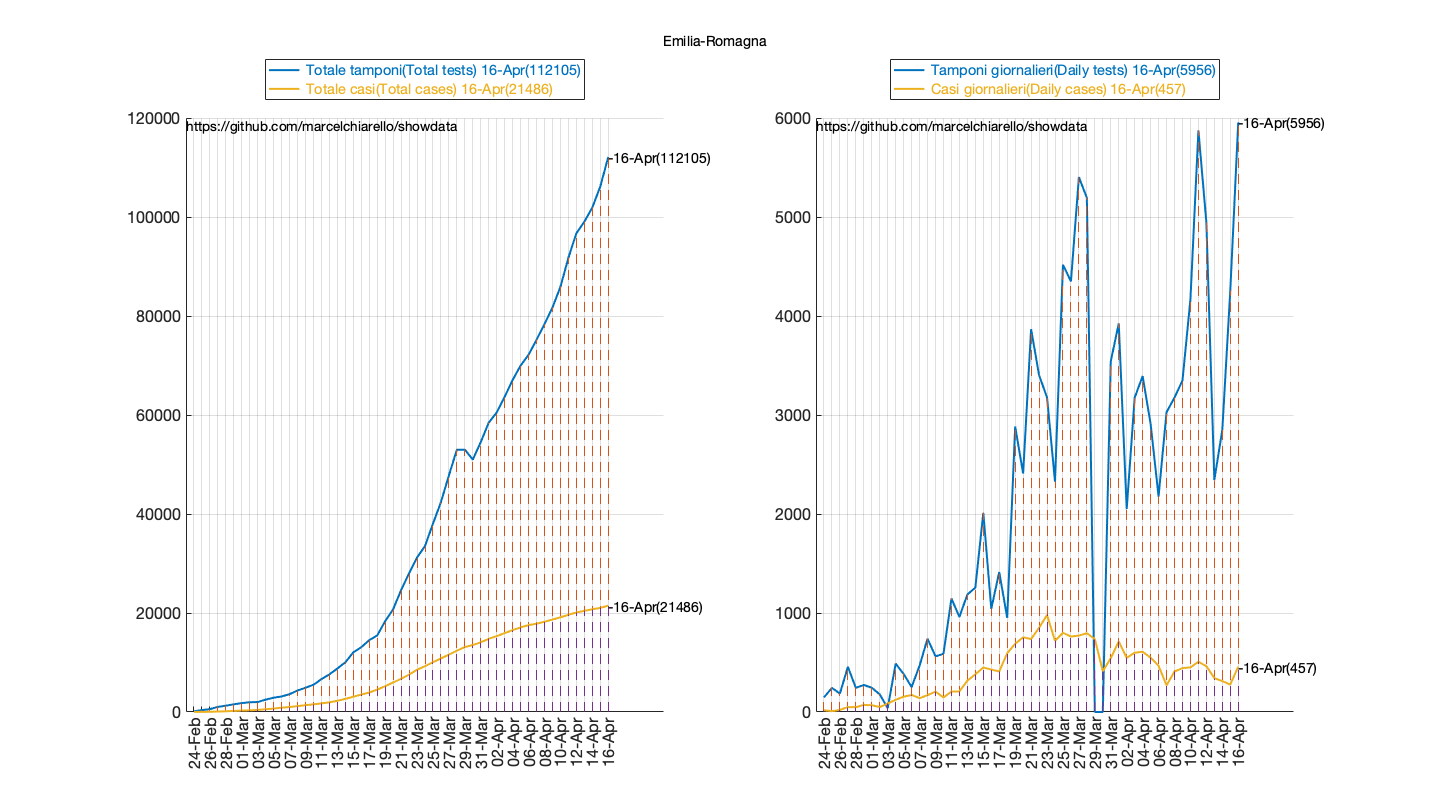 Emilia-Romagna
Totale tamponi(Total tests) 16-Apr(112105)
Totale casi(Total cases) 16-Apr(21486)
https://github.com/marcelchiarello/showdata
120000
100000
80000
60000
40000
20000
0
16-Apr(112105)
16-Apr(21486)
24-Feb
26-Feb
28-Feb
01-Mar
03-Mar
05-Mar
07-Mar
09-Mar
11-Mar
13-Mar
15-Mar
17-Mar
19-Mar
21-Mar
23-Mar
25-Mar
27-Mar
29-Mar
31-Mar
02-Apr
04-Apr
06-Apr
08-Apr
10-Apr
12-Apr
14-Apr
16-Apr
Tamponi giornalieri(Daily tests) 16-Apr(5956)
Casi giornalieri(Daily cases) 16-Apr(457)
https://github.com/marcelchiarello/showdata
6000
5000
4000
3000
2000
1000
0
16-Apr(5956)
16-Apr(457)
24-Feb
26-Feb
28-Feb
01-Mar
03-Mar
05-Mar
07-Mar
09-Mar
11-Mar
13-Mar
15-Mar
17-Mar
19-Mar
21-Mar
23-Mar
25-Mar
27-Mar
29-Mar
31-Mar
02-Apr
04-Apr
06-Apr
08-Apr
10-Apr
12-Apr
14-Apr
16-Apr